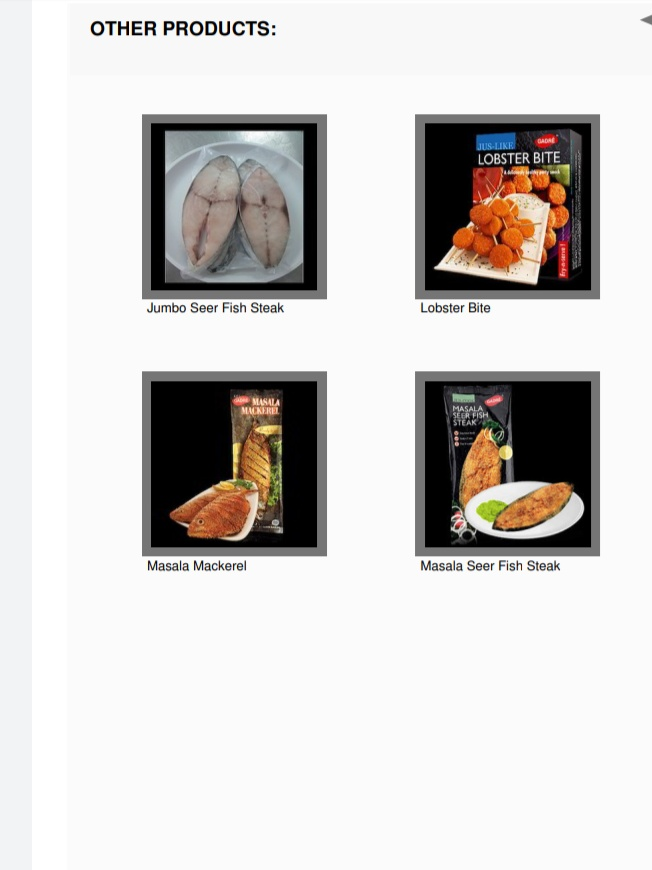 OTHER PRODUCTS:
JUS-LIKE
GADRE
LOBSTER BITE
Jumbo Seer Fish Steak
Lobster Bite
GADRE
MASALA
MACKEREL
GADRE
MASALA
SEER FISH
STEAK
Masala Mackerel
Masala Seer Fish Steak